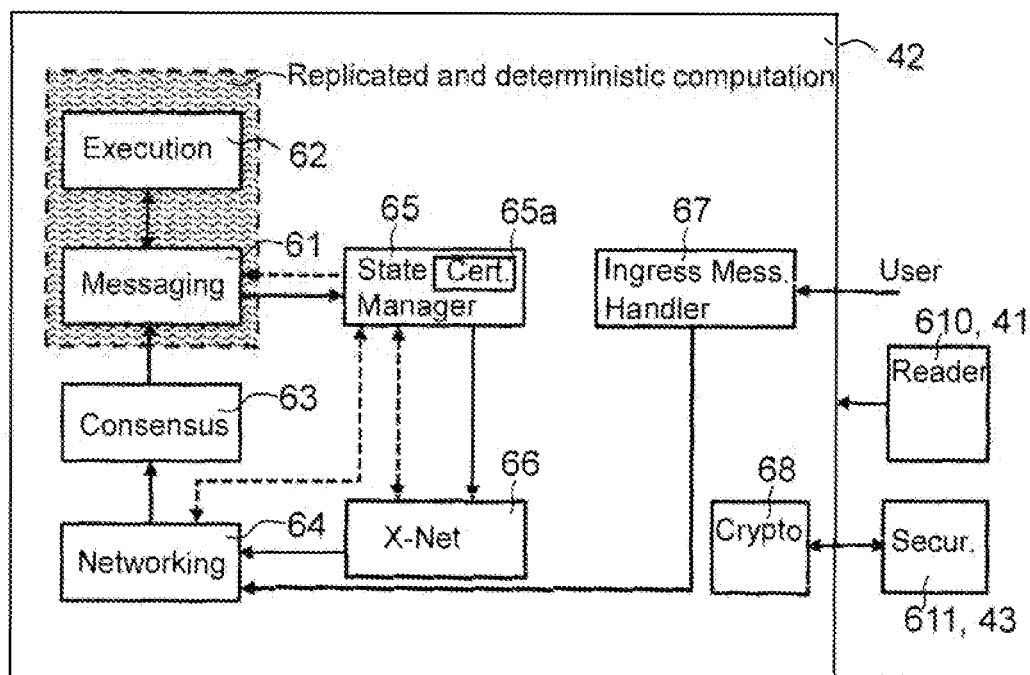 42
Replicated and deterministic computation
Execution
62
65
65a
67
61
Messaging
State
Cert.
Manager
Ingress Mess.
Handler
User
610, 41
Reader
63
Consensus
66
68
64
X-Net
Crypto
Secur.
Networking
611, 43